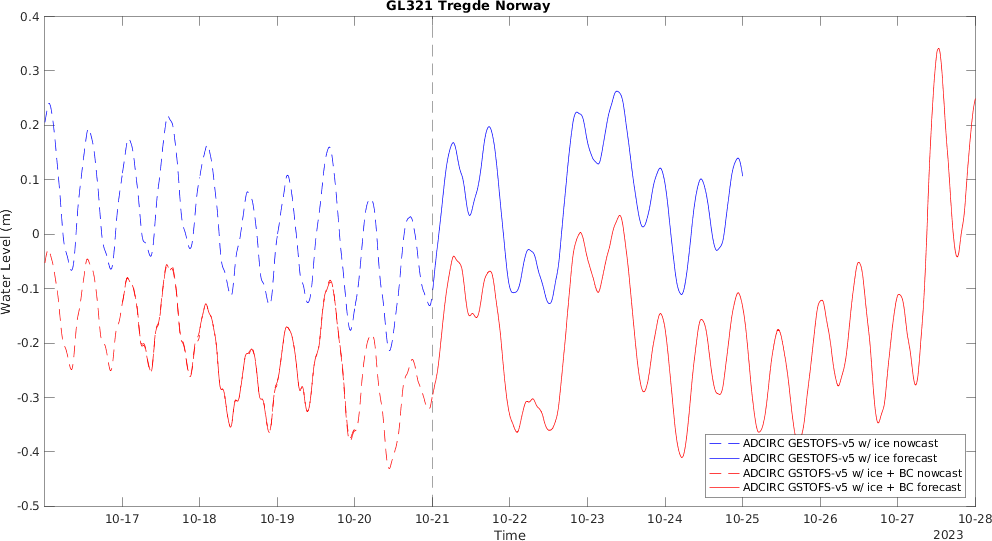 GL321 Tregde Norway
0.4
0.3
0.2
0.1
0
-0.1
-0.2
-0.3
-0.4
-0.5
Water Level (m)
ADCIRC GESTOFS-v5 w/ ice nowcast
ADCIRC GESTOFS-v5 w/ ice forecast
ADCIRC GSTOFS-v5 w/ ice + BC nowcast
ADCIRC GSTOFS-v5 w/ ice + BC forecast
10-17 10-18 10-19 10-20 10-21 10-22 10-23 10-24 10-25 10-26 10-27 10-28
Time
2023